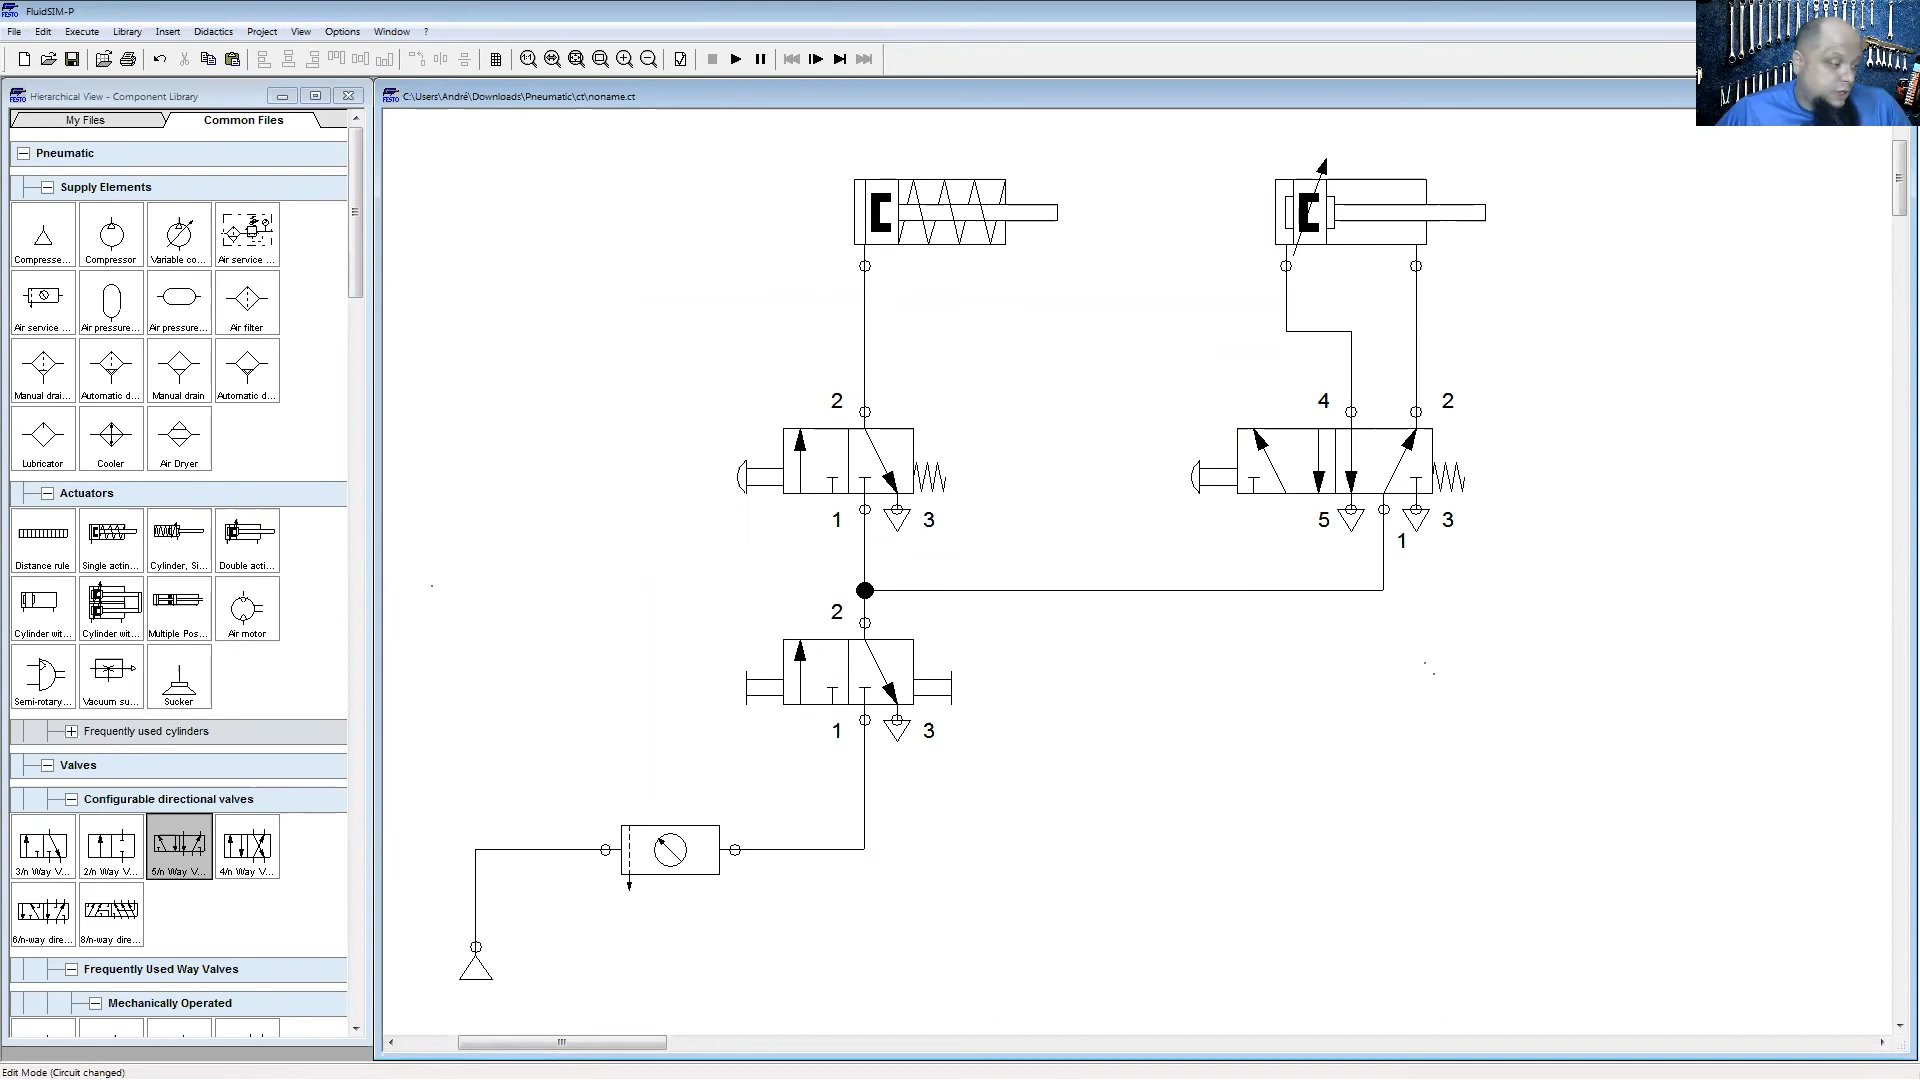 FESTO FluidSIM-P
File Edit Execute Library Insert Didactics Project View Options Window ?
FESTO Hierarchical View - Component Library
FESTO C:\Users\André\Downloads\Pneumatic\ct\noname.ct
My Files Common Files
Pneumatic
Supply Elements
Compresse... Compressor Variable co... Air service ...
Air service ... Air pressure... Air pressure... Air filter
Manual drai... Automatic d... Manual drain Automatic d...
Lubricator Cooler Air Dryer
Actuators
Distance rule Single actin... Cylinder, Si... Double acti...
Cylinder wit... Cylinder wit... Multiple Pos... Air motor
Semi-rotary... Vacuum su... Sucker
Frequently used cylinders
Valves
Configurable directional valves
3/n Way V... 2/n Way V... 5/n Way V... 4/n Way V...
6/n-way dire... 8/n-way dire...
Frequently Used Way Valves
Mechanically Operated
2 4 2
1 3 5 1 3
2
1 3
Edit Mode (Circuit changed)